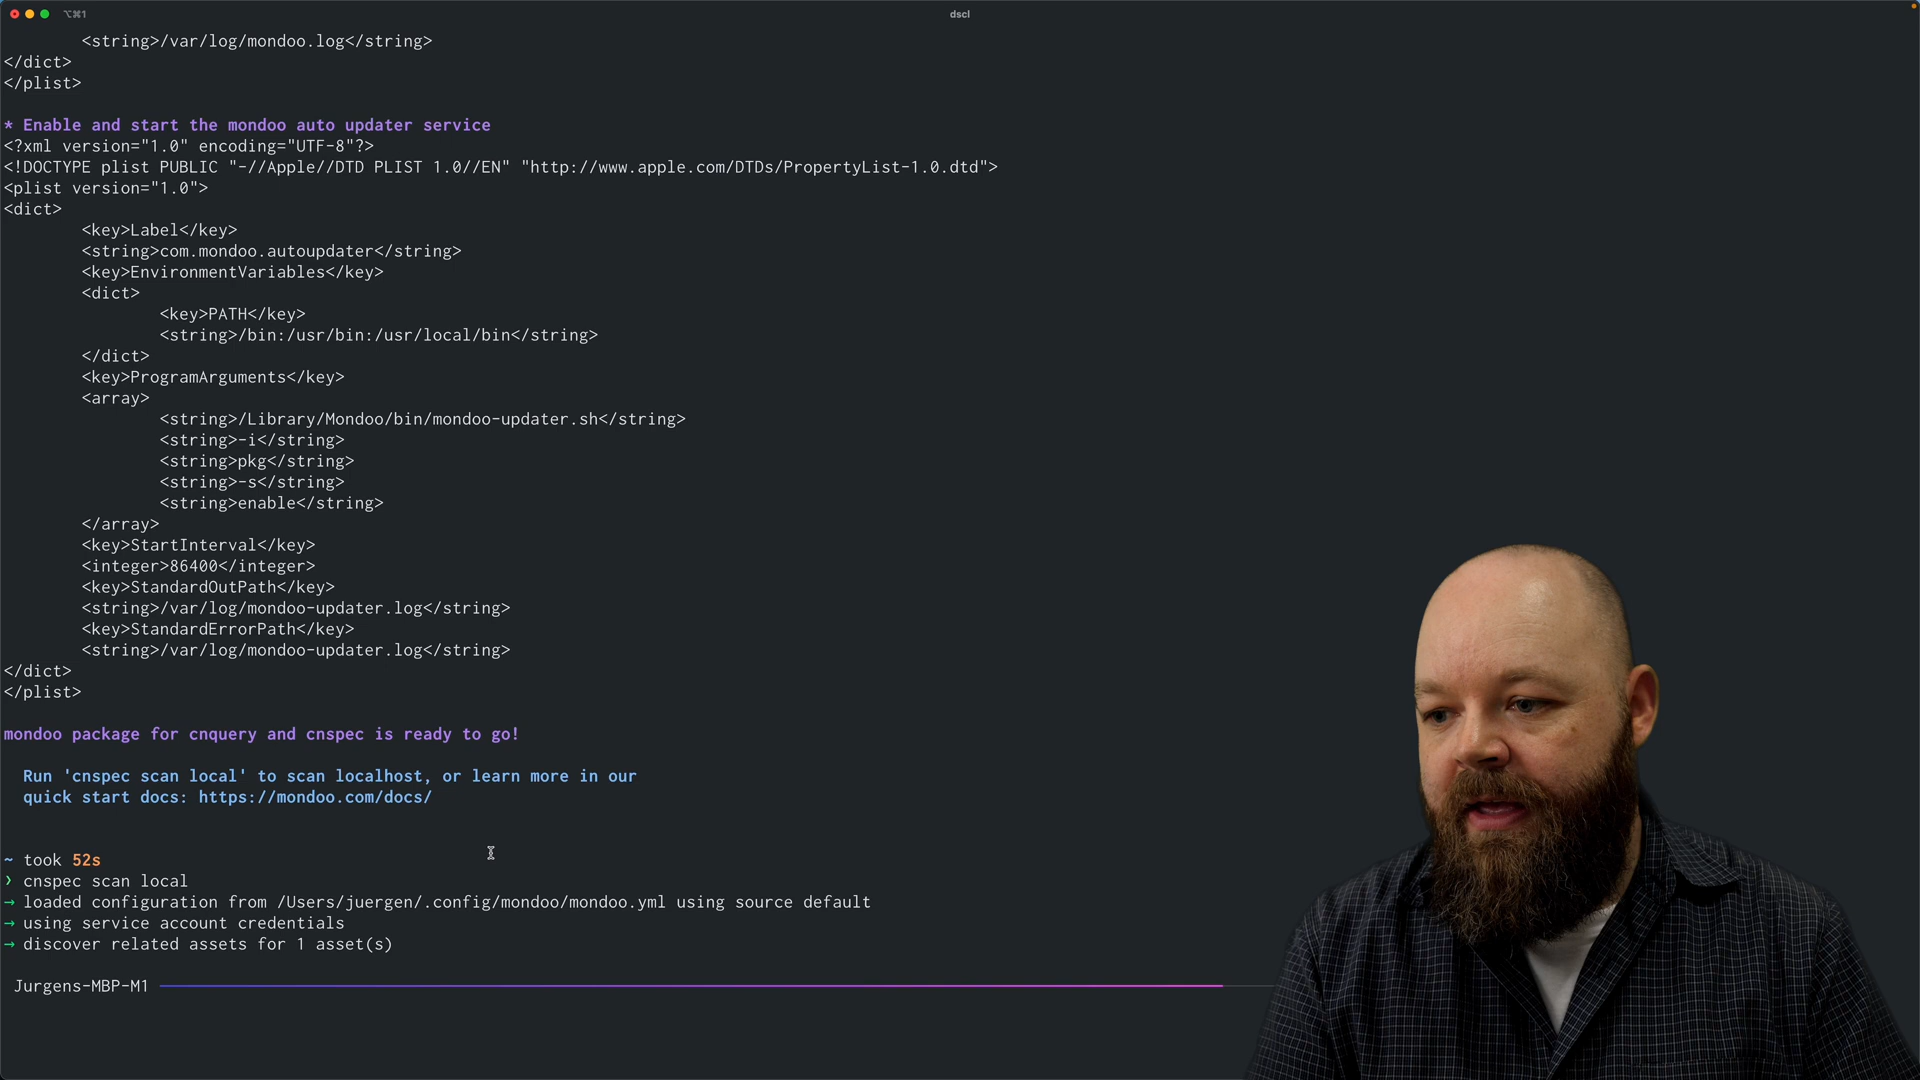 ⌥⌘1
dscl
<string>/var/log/mondoo.log</string>
</dict>
</plist>
* Enable and start the mondoo auto updater service
<?xml version="1.0" encoding="UTF-8"?>
<!DOCTYPE plist PUBLIC "-//Apple//DTD PLIST 1.0//EN" "http://www.apple.com/DTDs/PropertyList-1.0.dtd">
<plist version="1.0">
<dict>
<key>Label</key>
<string>com.mondoo.autoupdater</string>
<key>EnvironmentVariables</key>
<dict>
<key>PATH</key>
<string>/bin:/usr/bin:/usr/local/bin</string>
</dict>
<key>ProgramArguments</key>
<array>
<string>/Library/Mondoo/bin/mondoo-updater.sh</string>
<string>-i</string>
<string>pkg</string>
<string>-s</string>
<string>enable</string>
</array>
<key>StartInterval</key>
<integer>86400</integer>
<key>StandardOutPath</key>
<string>/var/log/mondoo-updater.log</string>
<key>StandardErrorPath</key>
<string>/var/log/mondoo-updater.log</string>
</dict>
</plist>
mondoo package for cnquery and cnspec is ready to go!
Run 'cnspec scan local' to scan localhost, or learn more in our
quick start docs: https://mondoo.com/docs/
~ took 52s
❯ cnspec scan local
→ loaded configuration from /Users/juergen/.config/mondoo/mondoo.yml using source default
→ using service account credentials
→ discover related assets for 1 asset(s)
Jurgens-MBP-M1